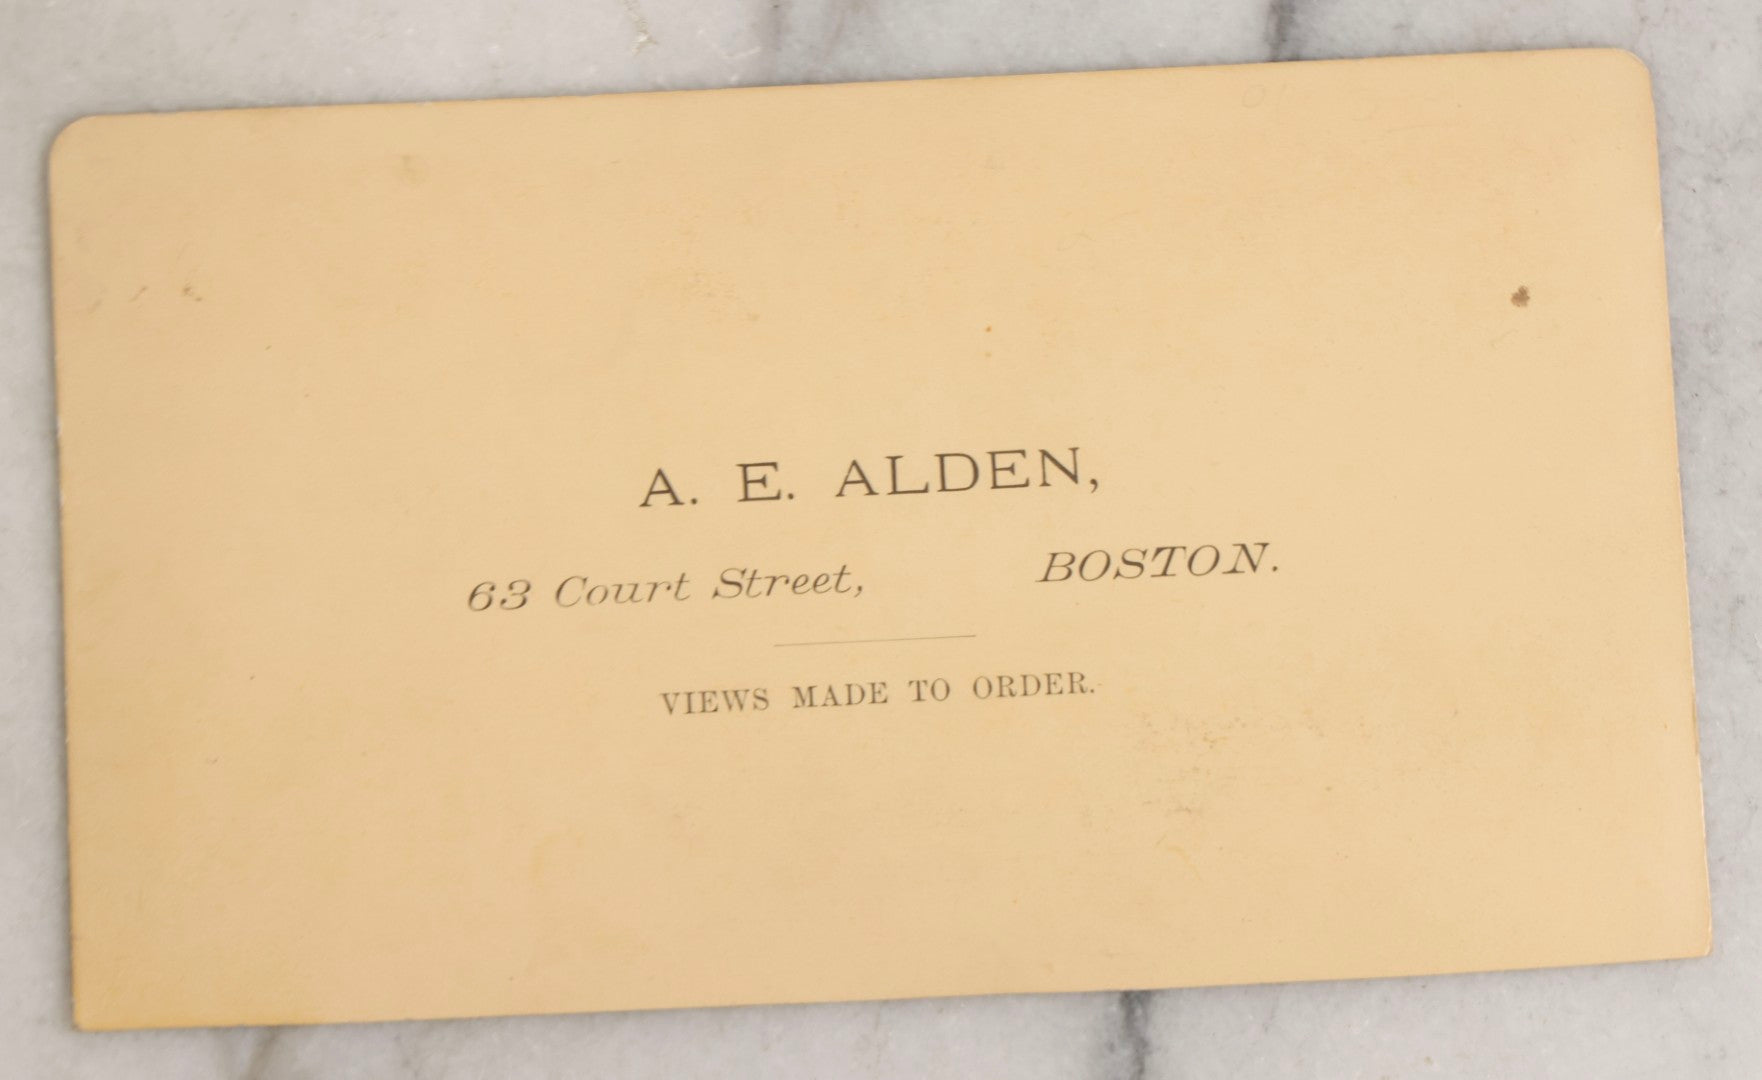 A. E. ALDEN,
63 Court Street, BOSTON.
VIEWS MADE TO ORDER.